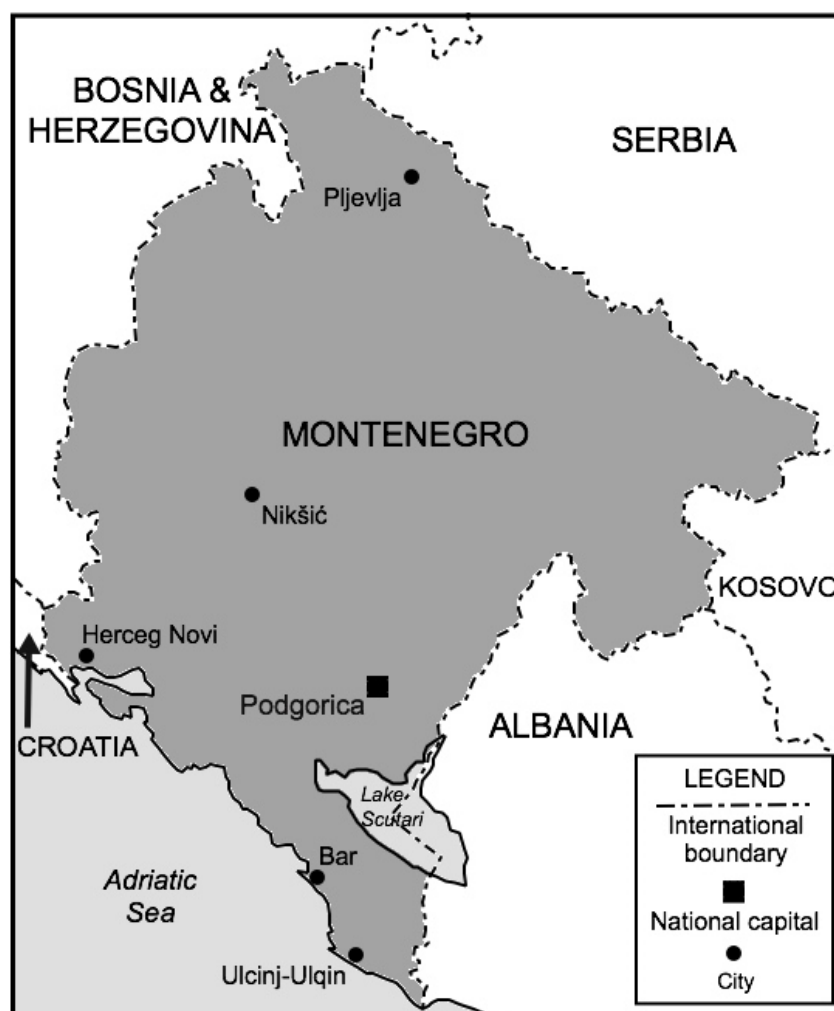 BOSNIA &
HERZEGOVINA
SERBIA
Pljevlja
MONTENEGRO
Nikšić
KOSOVO
Herceg Novi
Podgorica
ALBANIA
CROATIA
Lake
Scutari
Bar
Adriatic
Sea
Ulcinj-Ulqin
LEGEND
International
boundary
National capital
City